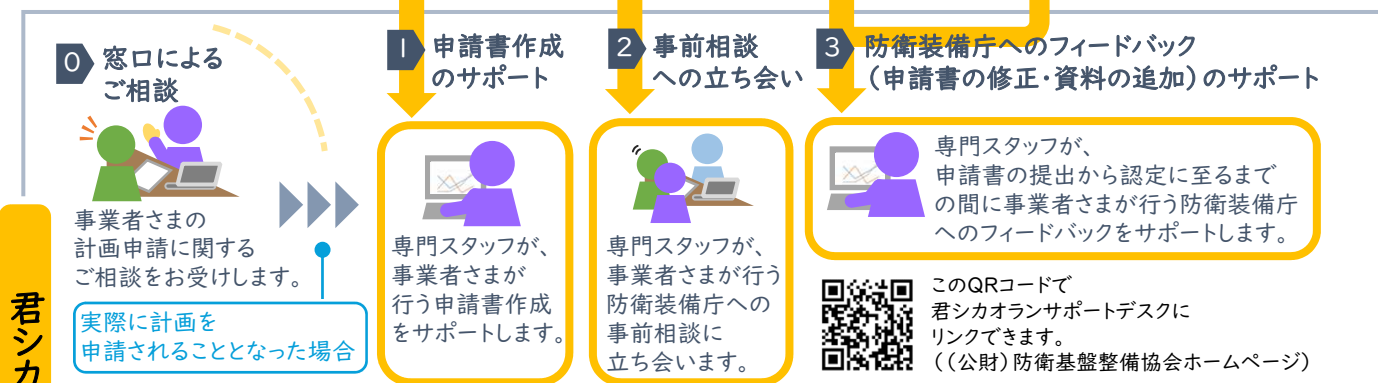 0 窓口による
ご相談
事業者さまの
計画申請に関する
ご相談をお受けします。
実際に計画を
申請されることとなった場合
1 申請書作成
のサポート
専門スタッフが、
事業者さまが
行う申請書作成
をサポートします。
2 事前相談
への立ち会い
専門スタッフが、
事業者さまが行う
防衛装備庁への
事前相談に
立ち会います。
3 防衛装備庁へのフィードバック
(申請書の修正・資料の追加)のサポート
専門スタッフが、
申請書の提出から認定に至るまで
の間に事業者さまが行う防衛装備庁
へのフィードバックをサポートします。
このQRコードで
君シカオランサポートデスクに
リンクできます。
((公財)防衛基盤整備協会ホームページ)
君シカ